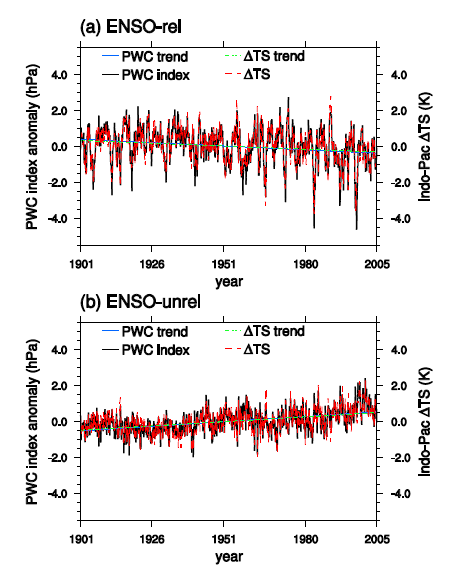 (a) ENSO-rel
PWC trend ΔTS trend
PWC index ΔTS
4.0 4.0
2.0 2.0
0.0 0.0
-2.0 -2.0
-4.0 -4.0
PWC index anomaly (hPa)
Indo-Pac ΔTS (K)
1901 1926 1951 1980 2005
year
(b) ENSO-unrel
PWC trend ΔTS trend
PWC index ΔTS
4.0 4.0
2.0 2.0
0.0 0.0
-2.0 -2.0
-4.0 -4.0
PWC index anomaly (hPa)
Indo-Pac ΔTS (K)
1901 1926 1951 1980 2005
year